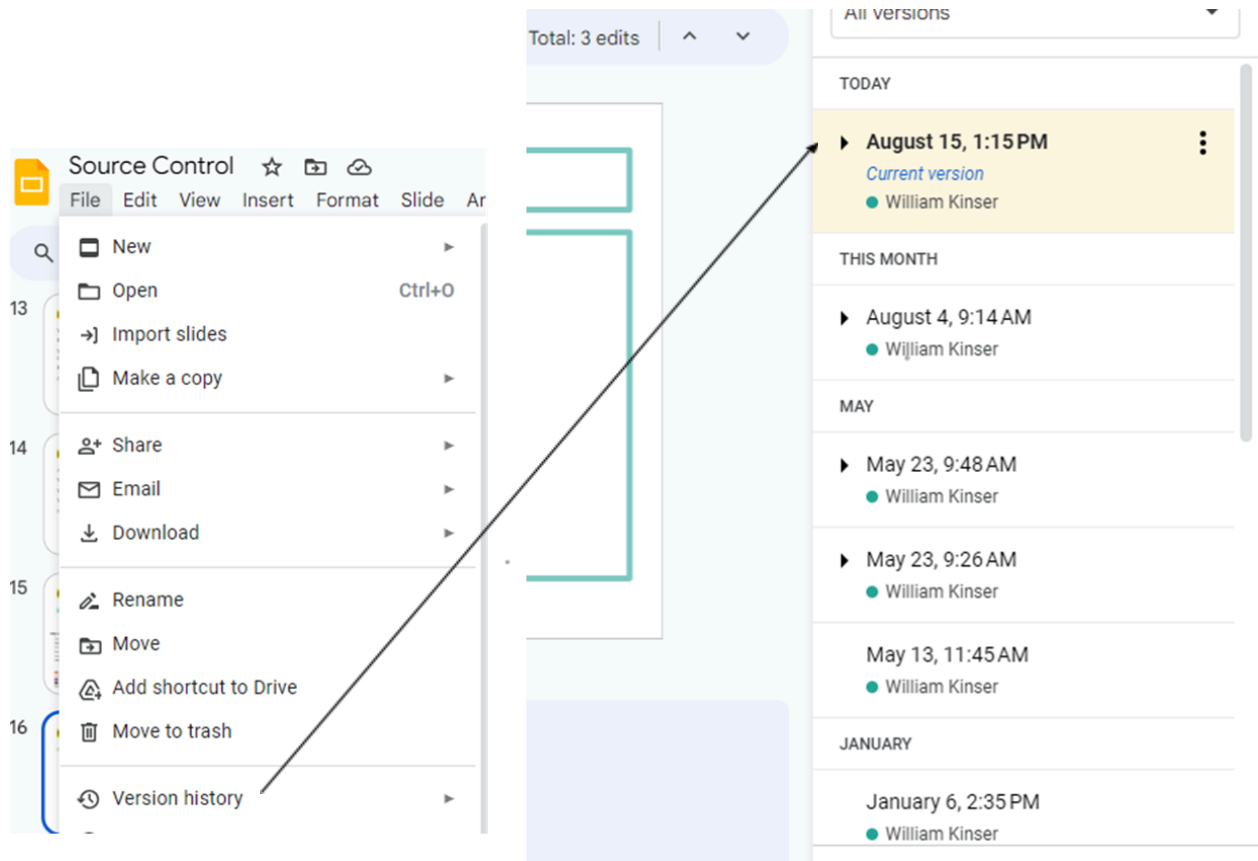 Source Control
File Edit View Insert Format Slide Ar
New
Open Ctrl+O
Import slides
Make a copy
Share
Email
Download
Rename
Move
Add shortcut to Drive
Move to trash
Version history
13
14
15
16
Total: 3 edits
All versions
TODAY
August 15, 1:15 PM
Current version
William Kinser
THIS MONTH
August 4, 9:14 AM
William Kinser
MAY
May 23, 9:48 AM
William Kinser
May 23, 9:26 AM
William Kinser
May 13, 11:45 AM
William Kinser
JANUARY
January 6, 2:35 PM
William Kinser